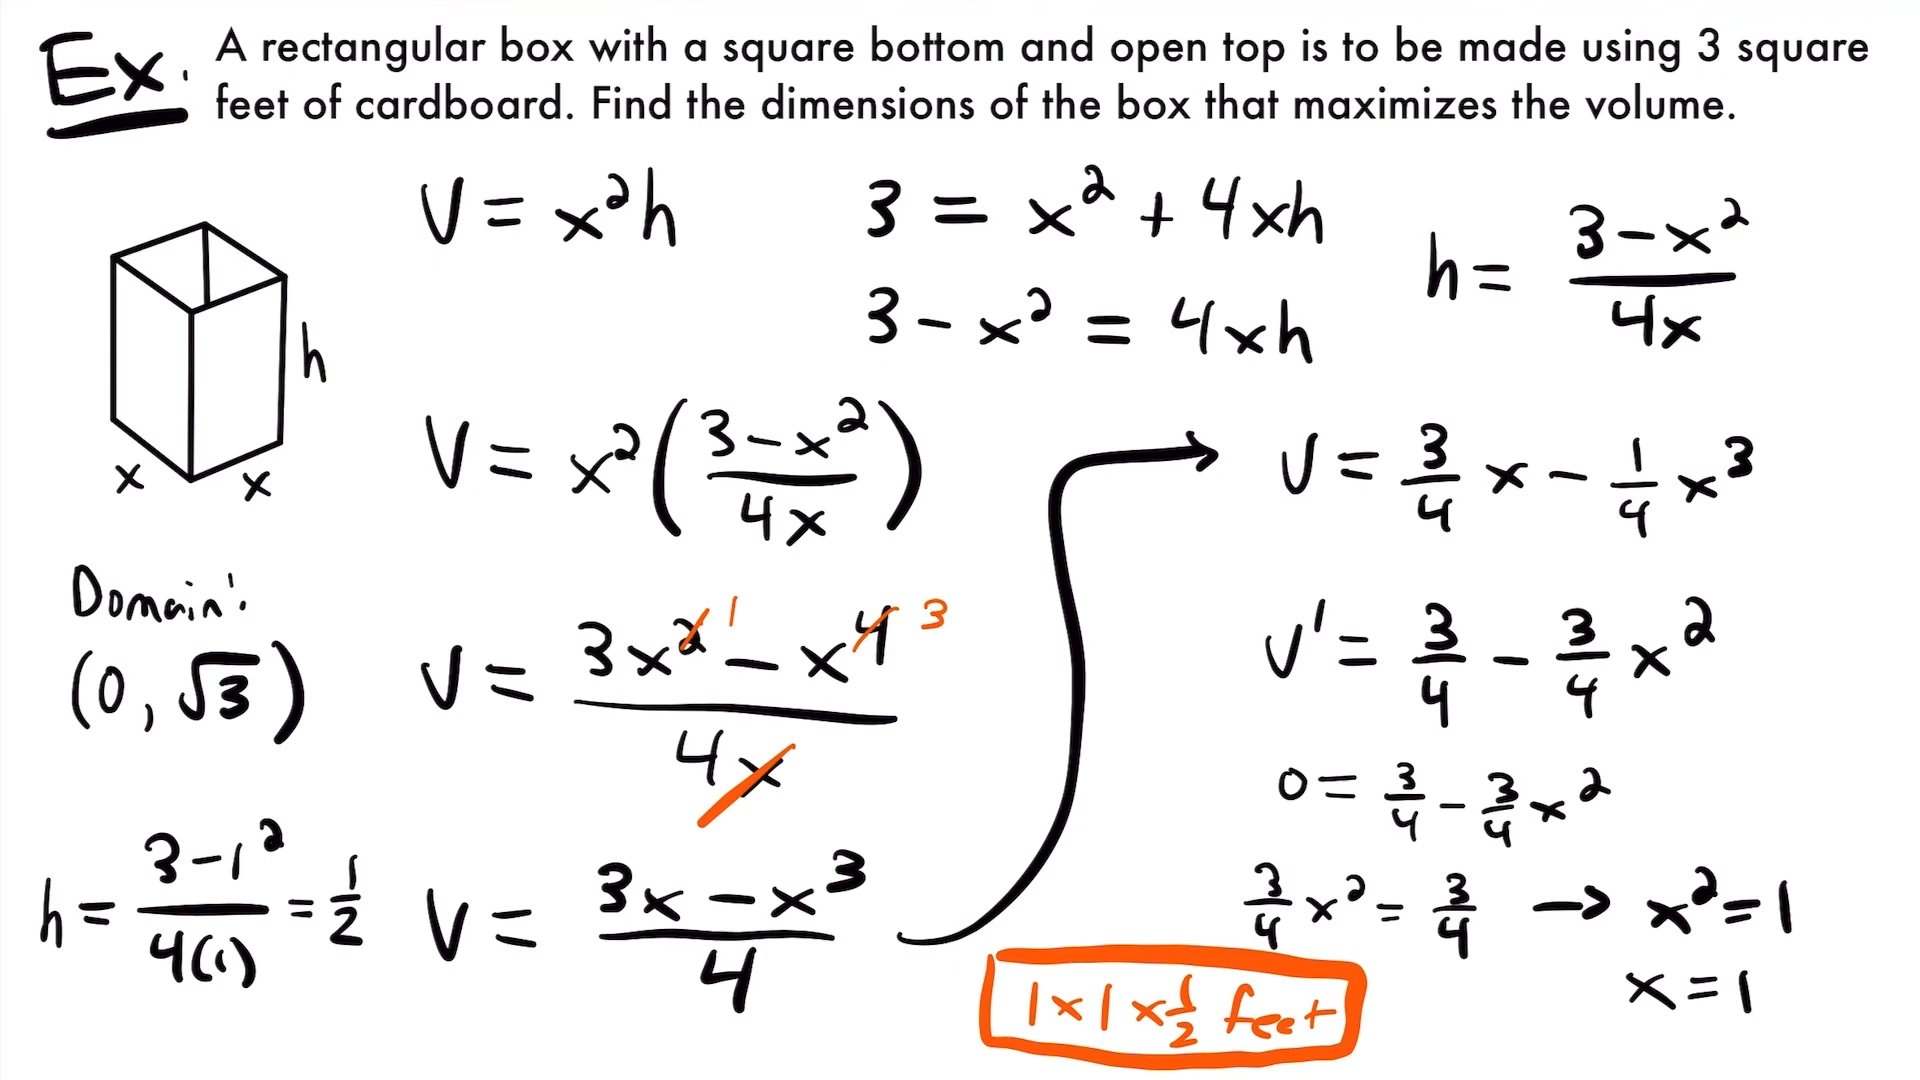 Ex. A rectangular box with a square bottom and open top is to be made using 3 square
feet of cardboard. Find the dimensions of the box that maximizes the volume.
V = x²h
3 = x² + 4xh
3 - x² = 4xh
h = (3-x²)/(4x)
h
x x
V = x²((3-x²)/(4x))
Domain:
(0, √3)
V = (3x² - x⁴)/(4x)
1 3
h = (3-1²)/(4(1)) = 1/2
V = (3x - x³)/4
V = 3/4 x - 1/4 x³
V' = 3/4 - 3/4 x²
0 = 3/4 - 3/4 x²
3/4 x² = 3/4 → x² = 1
x = 1
1 x 1 x 1/2 feet